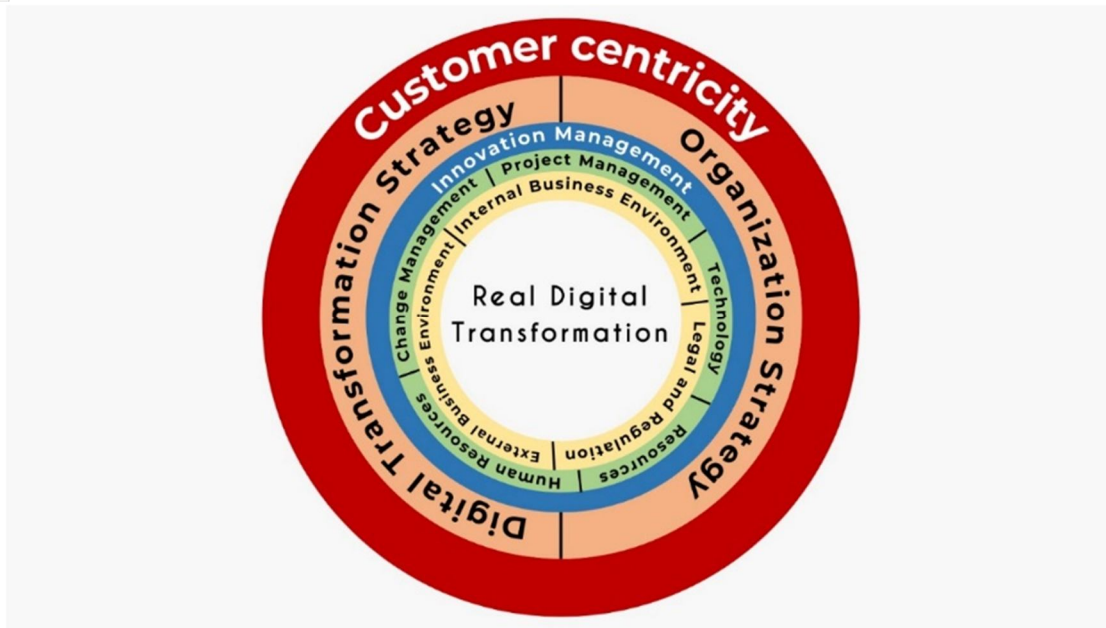 Customer centricity
Digital Transformation Strategy
Organization Strategy
Innovation Management
Change Management
Project Management
Technology
Resources
Human Resources
Internal Business Environment
Legal and Regulation
External Business Environment
Real Digital
Transformation